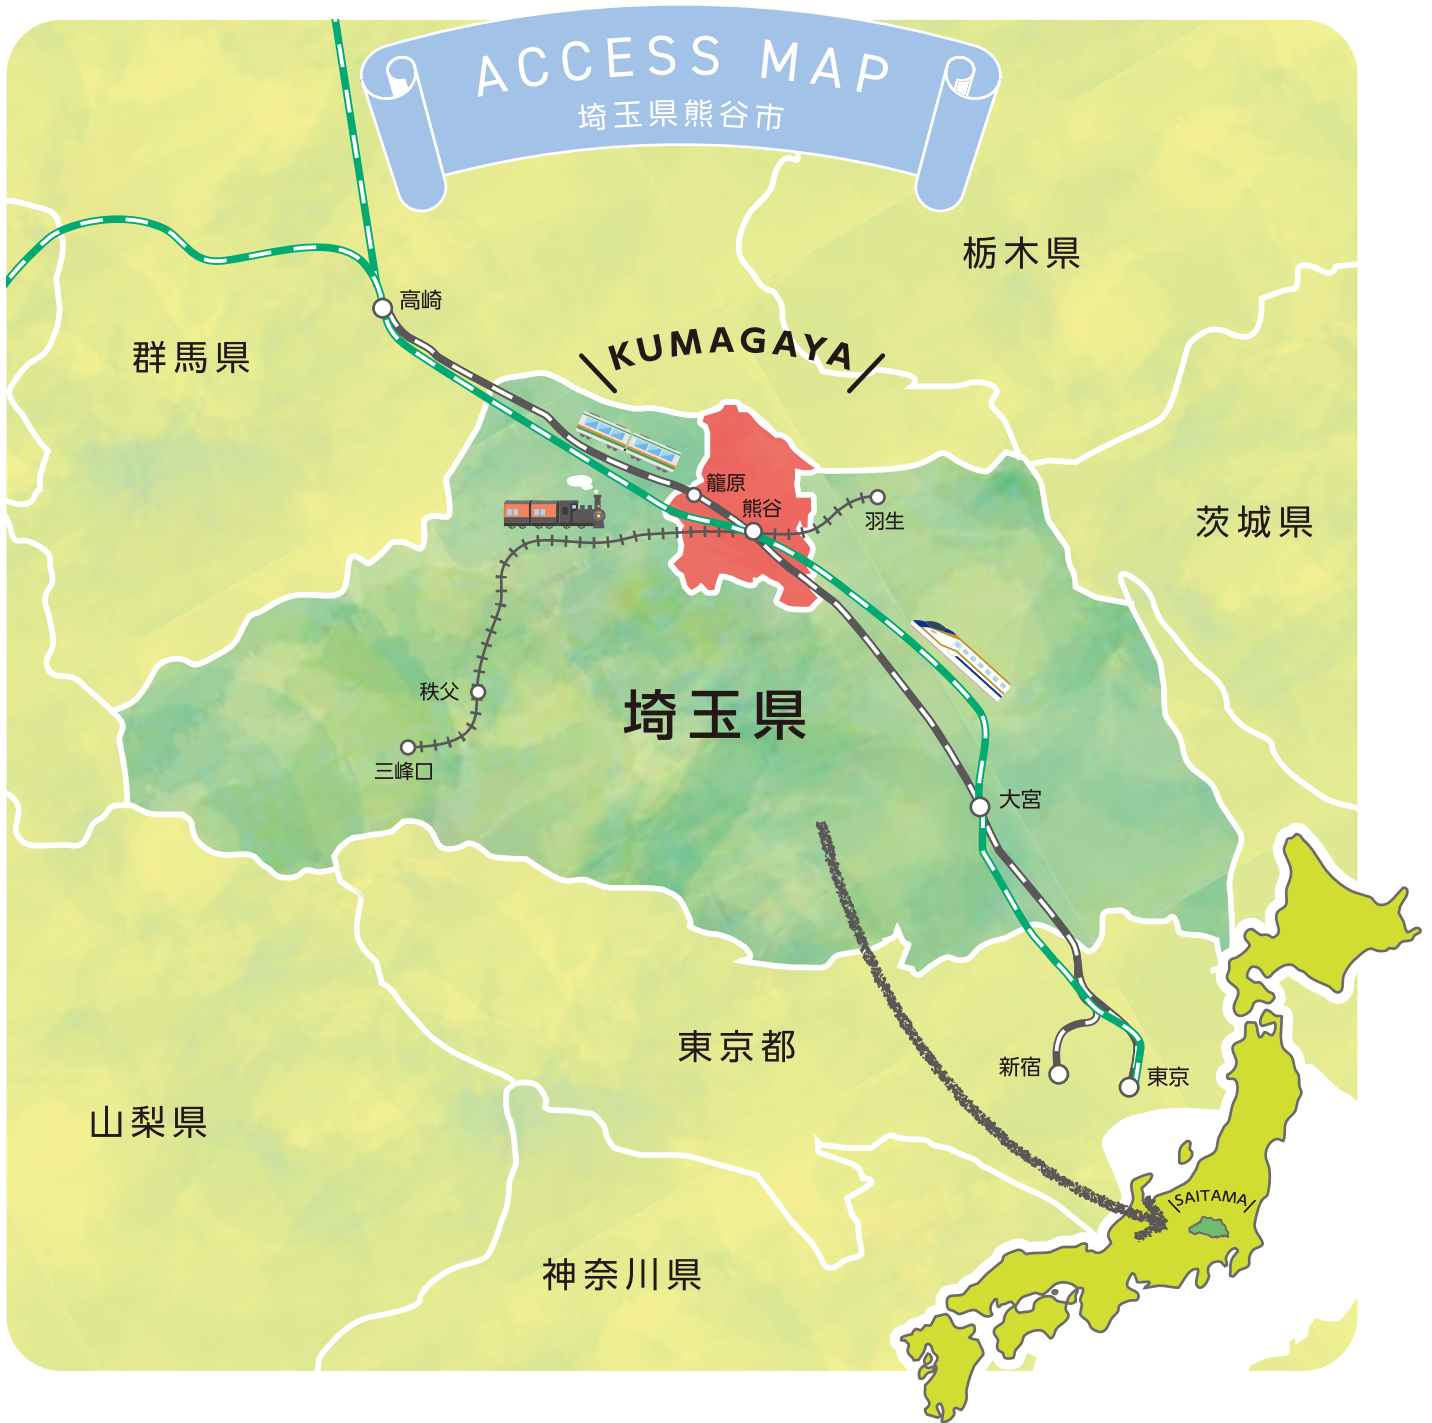 ACCESS MAP
埼玉県熊谷市
栃木県
高崎
KUMAGAYA
群馬県
籠原
熊谷
羽生
茨城県
秩父
埼玉県
三峰口
大宮
東京都
新宿
東京
山梨県
SAITAMA
神奈川県